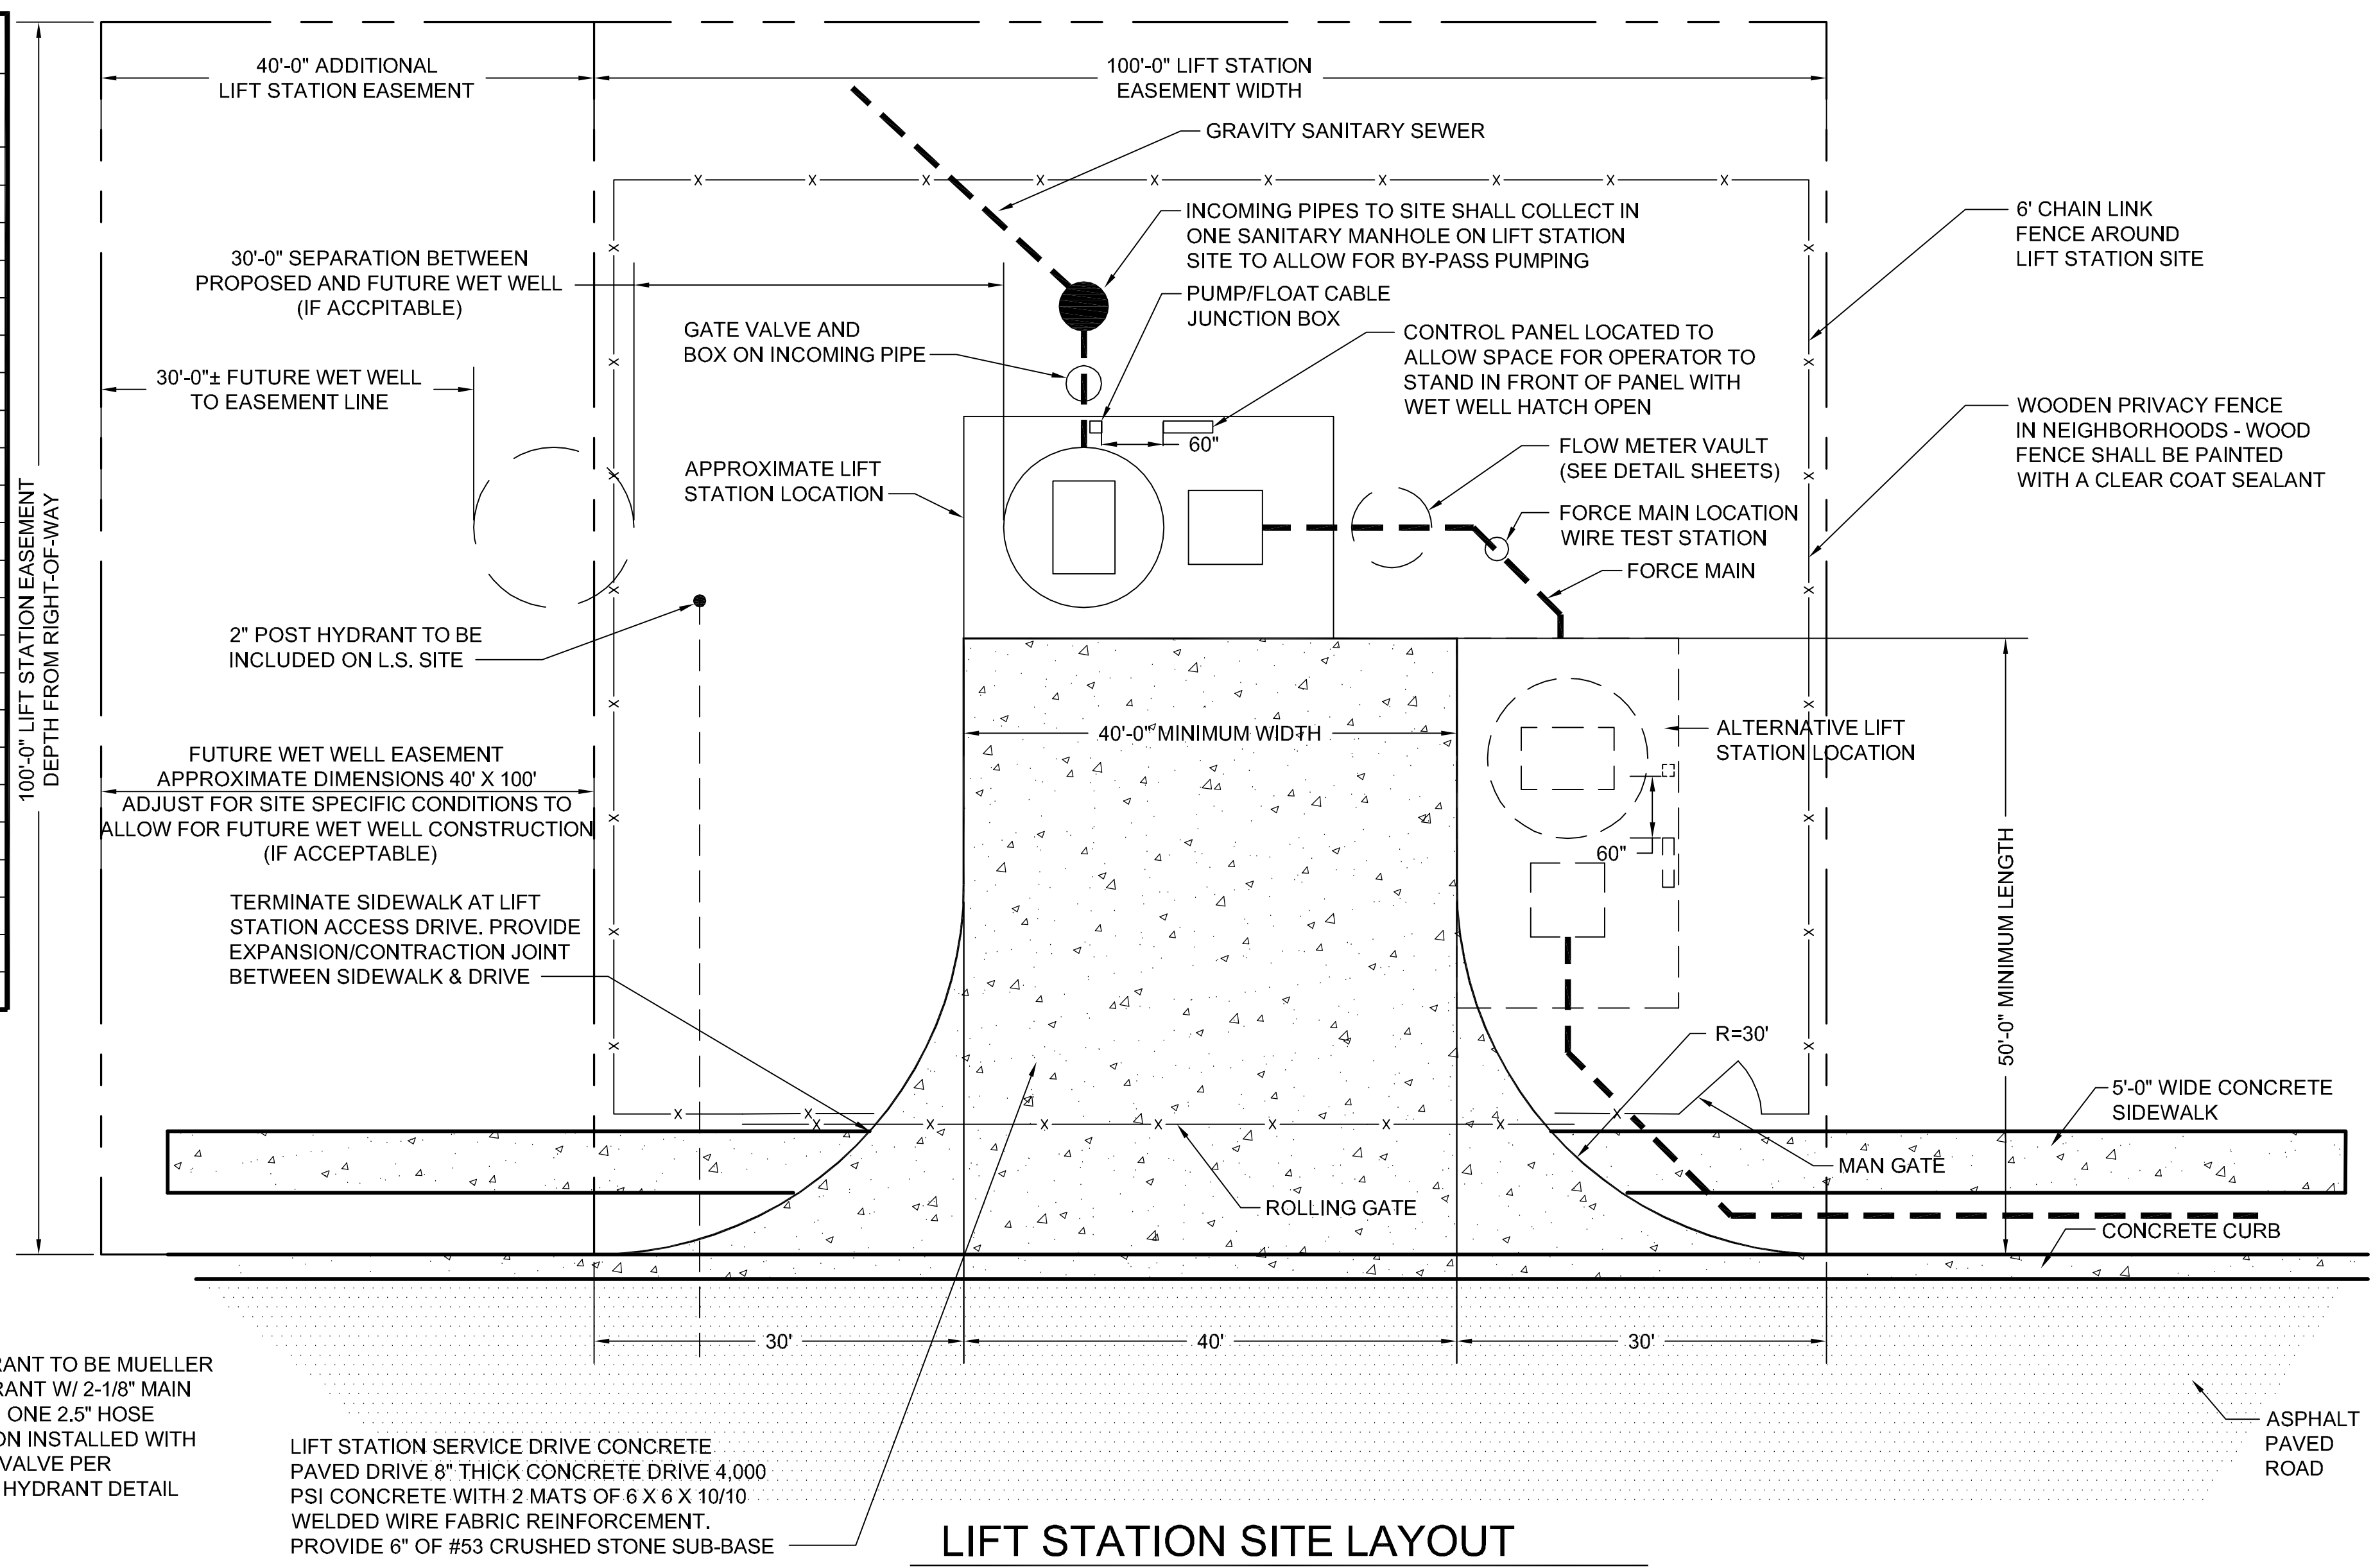 40'-0" ADDITIONAL
LIFT STATION EASEMENT
100'-0" LIFT STATION
EASEMENT WIDTH
GRAVITY SANITARY SEWER
INCOMING PIPES TO SITE SHALL COLLECT IN
ONE SANITARY MANHOLE ON LIFT STATION
SITE TO ALLOW FOR BY-PASS PUMPING
6' CHAIN LINK
FENCE AROUND
LIFT STATION SITE
30'-0" SEPARATION BETWEEN
PROPOSED AND FUTURE WET WELL
(IF ACCPITABLE)
PUMP/FLOAT CABLE
JUNCTION BOX
GATE VALVE AND
BOX ON INCOMING PIPE
CONTROL PANEL LOCATED TO
ALLOW SPACE FOR OPERATOR TO
STAND IN FRONT OF PANEL WITH
WET WELL HATCH OPEN
30'-0"± FUTURE WET WELL
TO EASEMENT LINE
WOODEN PRIVACY FENCE
IN NEIGHBORHOODS - WOOD
FENCE SHALL BE PAINTED
WITH A CLEAR COAT SEALANT
60"
FLOW METER VAULT
(SEE DETAIL SHEETS)
APPROXIMATE LIFT
STATION LOCATION
FORCE MAIN LOCATION
WIRE TEST STATION
FORCE MAIN
100'-0" LIFT STATION EASEMENT
DEPTH FROM RIGHT-OF-WAY
2" POST HYDRANT TO BE
INCLUDED ON L.S. SITE
40'-0" MINIMUM WIDTH
ALTERNATIVE LIFT
STATION LOCATION
FUTURE WET WELL EASEMENT
APPROXIMATE DIMENSIONS 40' X 100'
ADJUST FOR SITE SPECIFIC CONDITIONS TO
ALLOW FOR FUTURE WET WELL CONSTRUCTION
(IF ACCEPTABLE)
60"
50'-0" MINIMUM LENGTH
TERMINATE SIDEWALK AT LIFT
STATION ACCESS DRIVE. PROVIDE
EXPANSION/CONTRACTION JOINT
BETWEEN SIDEWALK & DRIVE
R=30'
5'-0" WIDE CONCRETE
SIDEWALK
MAN GATE
ROLLING GATE
CONCRETE CURB
30'
40'
30'
RANT TO BE MUELLER
RANT W/ 2-1/8" MAIN
ONE 2.5" HOSE
ON INSTALLED WITH
VALVE PER
HYDRANT DETAIL
ASPHALT
PAVED
ROAD
LIFT STATION SERVICE DRIVE CONCRETE
PAVED DRIVE 8" THICK CONCRETE DRIVE 4,000
PSI CONCRETE WITH 2 MATS OF 6 X 6 X 10/10
WELDED WIRE FABRIC REINFORCEMENT.
PROVIDE 6" OF #53 CRUSHED STONE SUB-BASE
LIFT STATION SITE LAYOUT